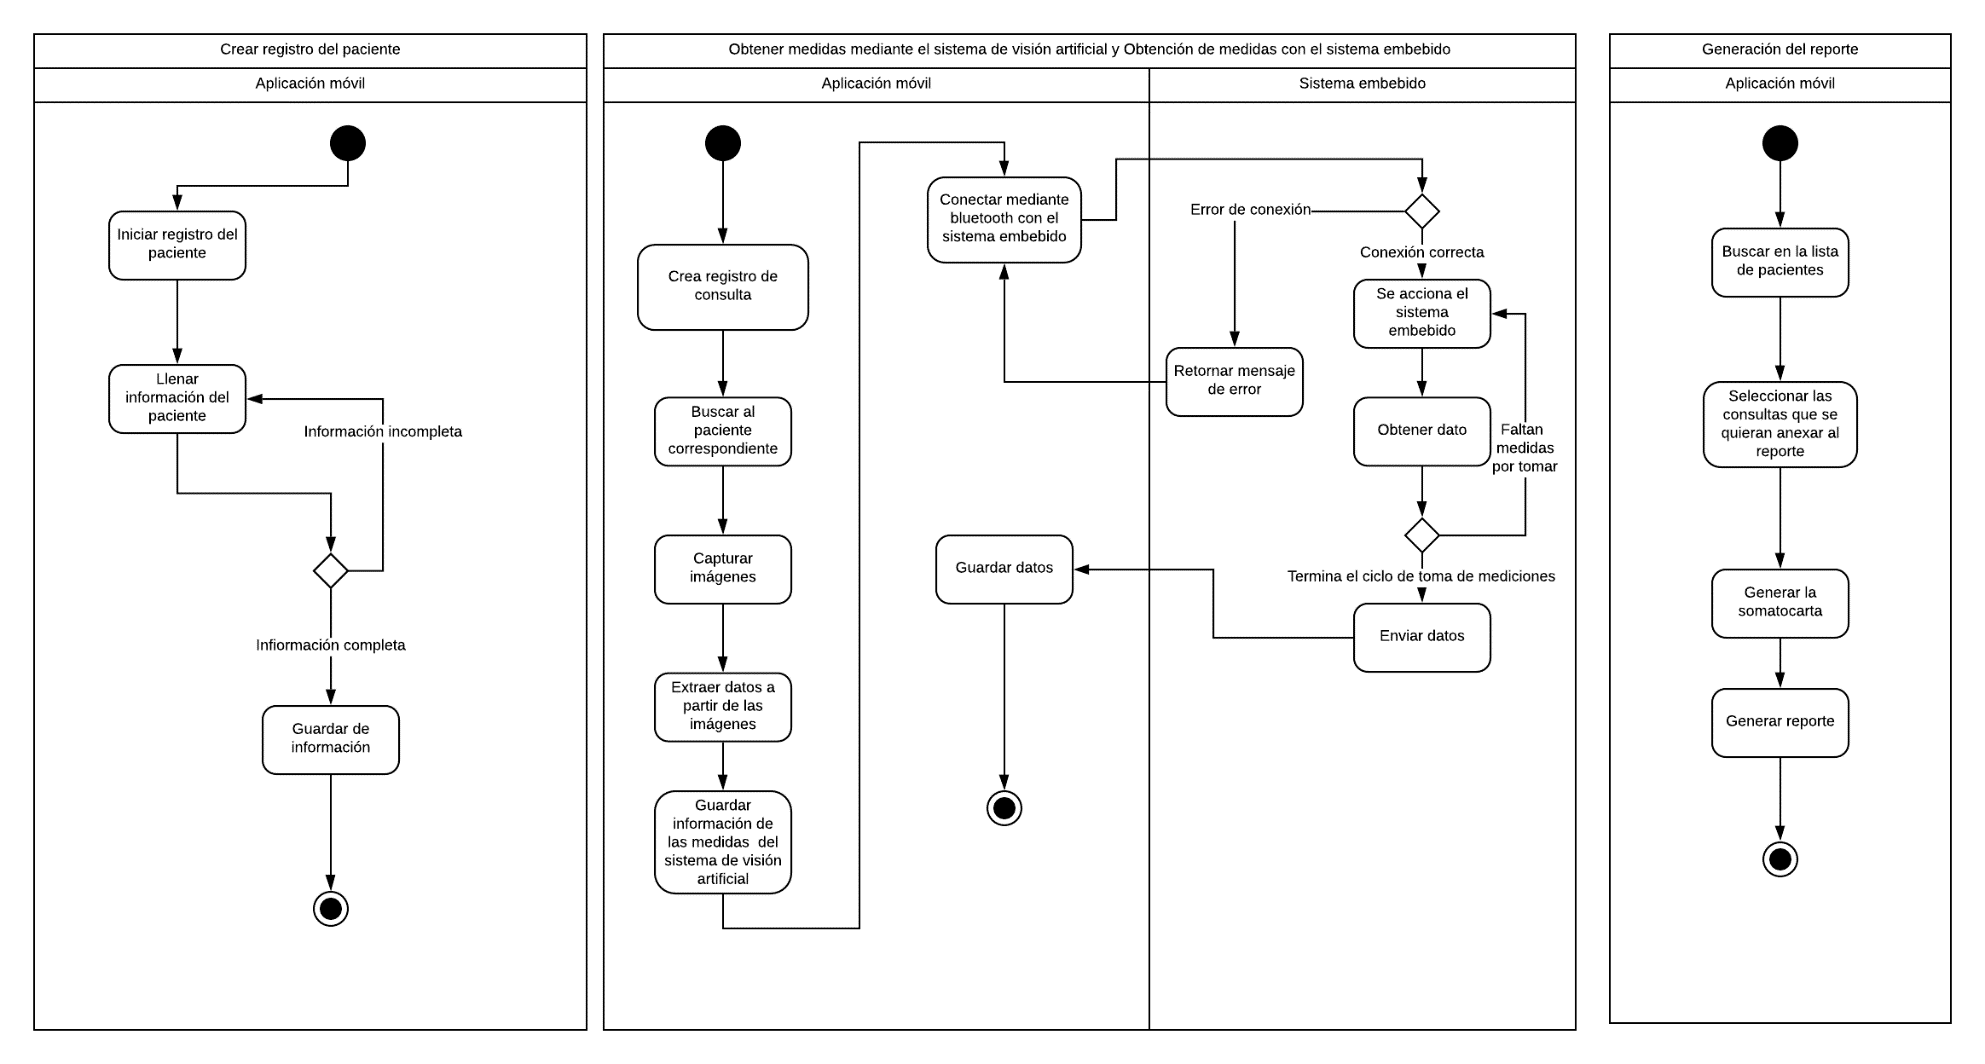 Crear registro del paciente
Aplicación móvil
Iniciar registro del
paciente
Llenar
información del
paciente
Información incompleta
Infiormación completa
Guardar de
información
Obtener medidas mediante el sistema de visión artificial y Obtención de medidas con el sistema embebido
Aplicación móvil
Sistema embebido
Crea registro de
consulta
Buscar al
paciente
correspondiente
Capturar
imágenes
Extraer datos a
partir de las
imágenes
Guardar
información de
las medidas  del
sistema de visión
artificial
Conectar mediante
bluetooth con el
sistema embebido
Error de conexión
Conexión correcta
Retornar mensaje
de error
Se acciona el
sistema
embebido
Obtener dato
Faltan
medidas
por tomar
Termina el ciclo de toma de mediciones
Enviar datos
Guardar datos
Generación del reporte
Aplicación móvil
Buscar en la lista
de pacientes
Seleccionar las
consultas que se
quieran anexar al
reporte
Generar la
somatocarta
Generar reporte